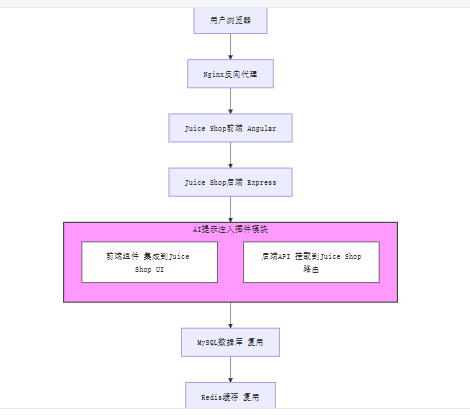 用户浏览器
Nginx反向代理
Juice Shop前端 Angular
Juice Shop后端 Express
AI提示注入插件模块
前端组件 集成到Juice
Shop UI
后端API 挂载到Juice Shop
路由
MySQL数据库 复用
Redis缓存 复用